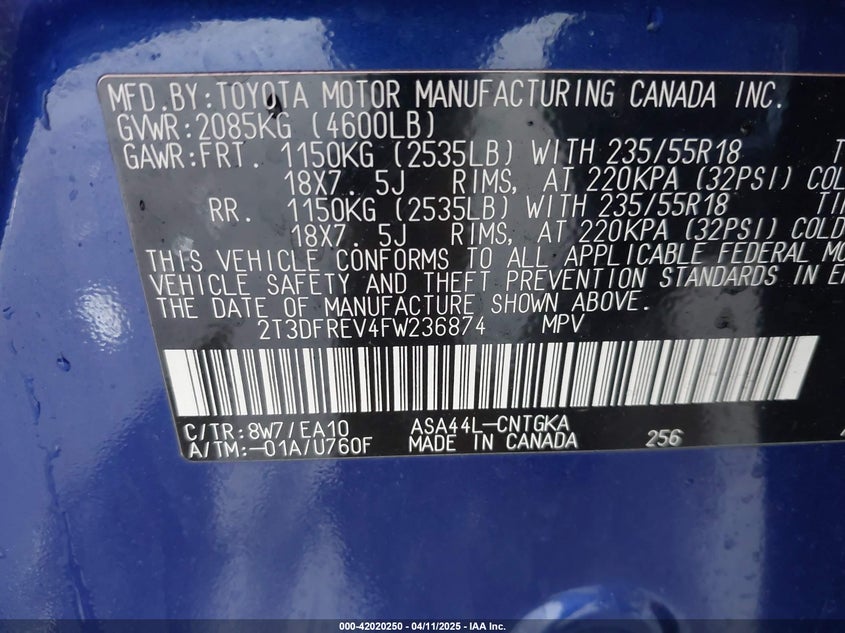 MFD.BY:TOYOTA MOTOR MANUFACTURING CANADA INC.
GVWR:2085KG (4600LB)
GAWR:FRT. 1150KG (2535LB) WITH 235/55R18
18X7.5J RIMS, AT 220KPA (32PSI) COLD
RR. 1150KG (2535LB) WITH 235/55R18
18X7.5J RIMS, AT 220KPA (32PSI) COLD
THIS VEHICLE CONFORMS TO ALL APPLICABLE FEDERAL MO
VEHICLE SAFETY AND THEFT PREVENTION STANDARDS IN
THE DATE OF MANUFACTURE SHOWN ABOVE.
2T3DFREV4FW236874 MPV
C/TR:8W7/EA10 ASA44L-CNTGKA
A/TM:-01A/U760F MADE IN CANADA 256
000-42020250 - 04/11/2025 - IAA Inc.